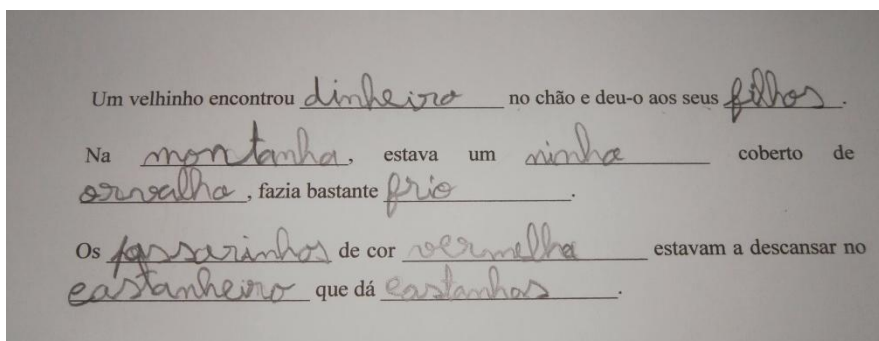 Um velhinho encontrou dinheiro no chão e deu-o aos seus filhos.
Na montanha, estava um ninho coberto de
orvalho, fazia bastante frio.
Os passarinhos de cor vermelha estavam a descansar no
castanheiro que dá castanhas.